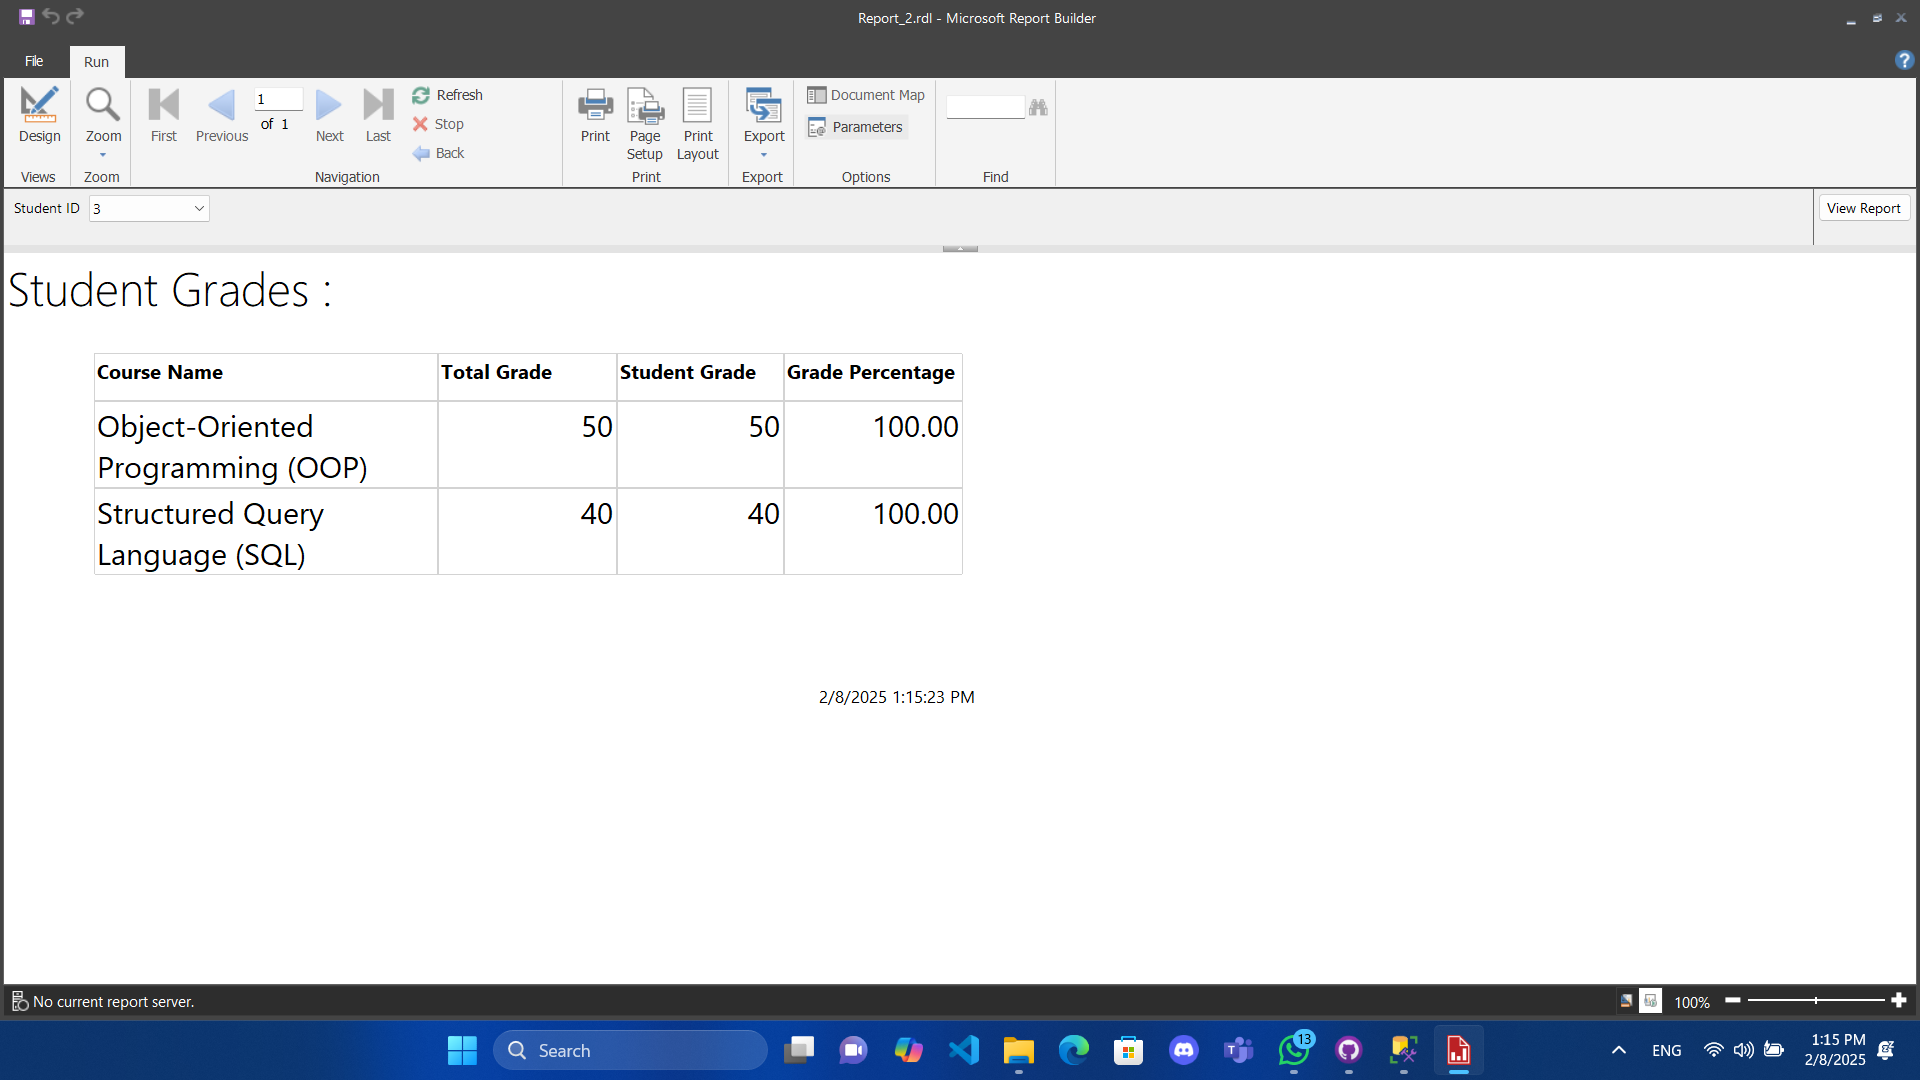 Report_2.rdl - Microsoft Report Builder
File
Run
Design
Zoom
First
Previous
1
of 1
Next
Last
Refresh
Stop
Back
Print
Page Setup
Print Layout
Export
Document Map
Parameters
Views
Zoom
Navigation
Print
Export
Options
Find
Student ID
3
View Report
Student Grades :
Course Name Total Grade Student Grade Grade Percentage
Object-Oriented 50 50 100.00
Programming (OOP)
Structured Query 40 40 100.00
Language (SQL)
2/8/2025 1:15:23 PM
No current report server.
100%
Search
13
ENG
1:15 PM
2/8/2025